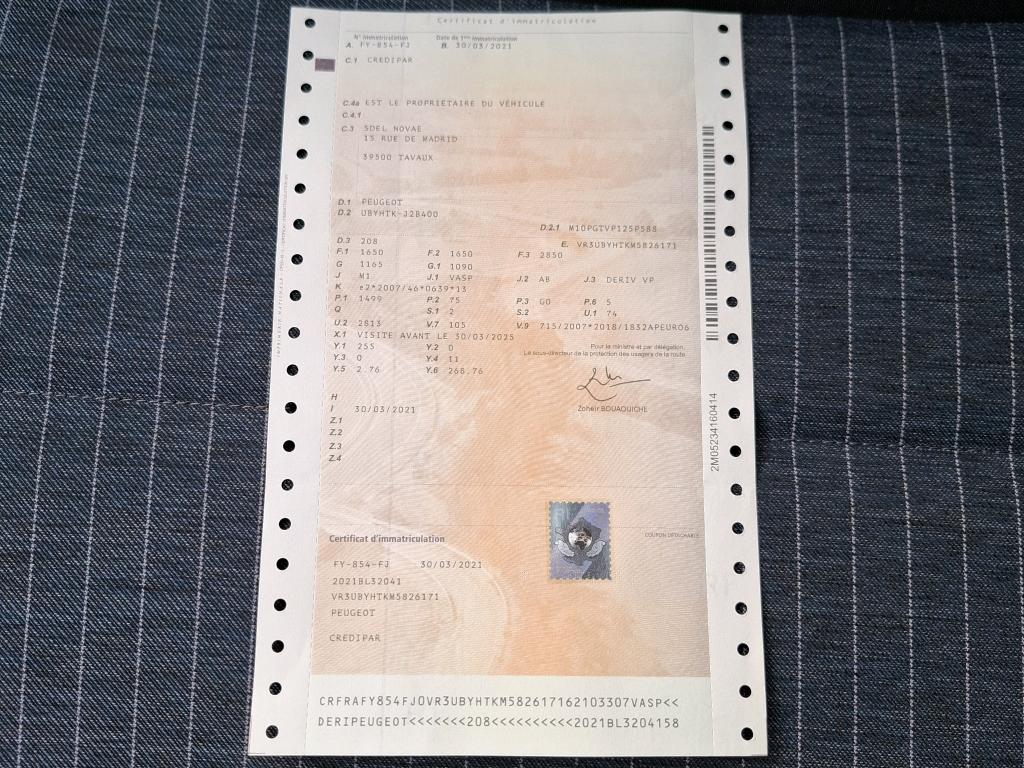 Certificat d'immatriculation
N° Immatriculation Date de 1ère immatriculation
A. FY-854-FJ B. 30/03/2021
C.1 CREDIPAR
C.4a EST LE PROPRIÉTAIRE DU VÉHICULE
C.4.1
C.3 SDEL NOVAE
15 RUE DE MADRID
39500 TAVAUX
D.1 PEUGEOT
D.2 UBYHTK-J2B400
D.2.1 M10PGTVP125P588
D.3 208 E. VR3UBYHTKM5826171
F.1 1650 F.2 1650 F.3 2850
G 1165 G.1 1090
J M1 J.1 VASP J.2 AB J.3 DERIV VP
K e2*2007/46*0639*13
P.1 1499 P.2 75 P.3 GO P.6 5
Q S.1 2 S.2 U.1 74
U.2 2813 V.7 105 V.9 715/2007*2018/1832APEURO6
X.1 VISITE AVANT LE 30/03/2025
Y.1 255 Y.2 0
Y.3 0 Y.4 11
Y.5 2.76 Y.6 268.76
Pour le ministre et par délégation,
Le sous-directeur de la protection des usagers de la route
Zoheir BOUAOUICHE
H
I 30/03/2021
Z.1
Z.2
Z.3
Z.4
2M05234160414
COUPON DÉTACHABLE
Certificat d'immatriculation
FY-854-FJ 30/03/2021
2021BL32041
VR3UBYHTKM5826171
PEUGEOT
CREDIPAR
CRFRAFY854FJ0VR3UBYHTKM582617162103307VASP<<
DERIPEUGEOT<<<<<<<208<<<<<<<<<<2021BL3204158